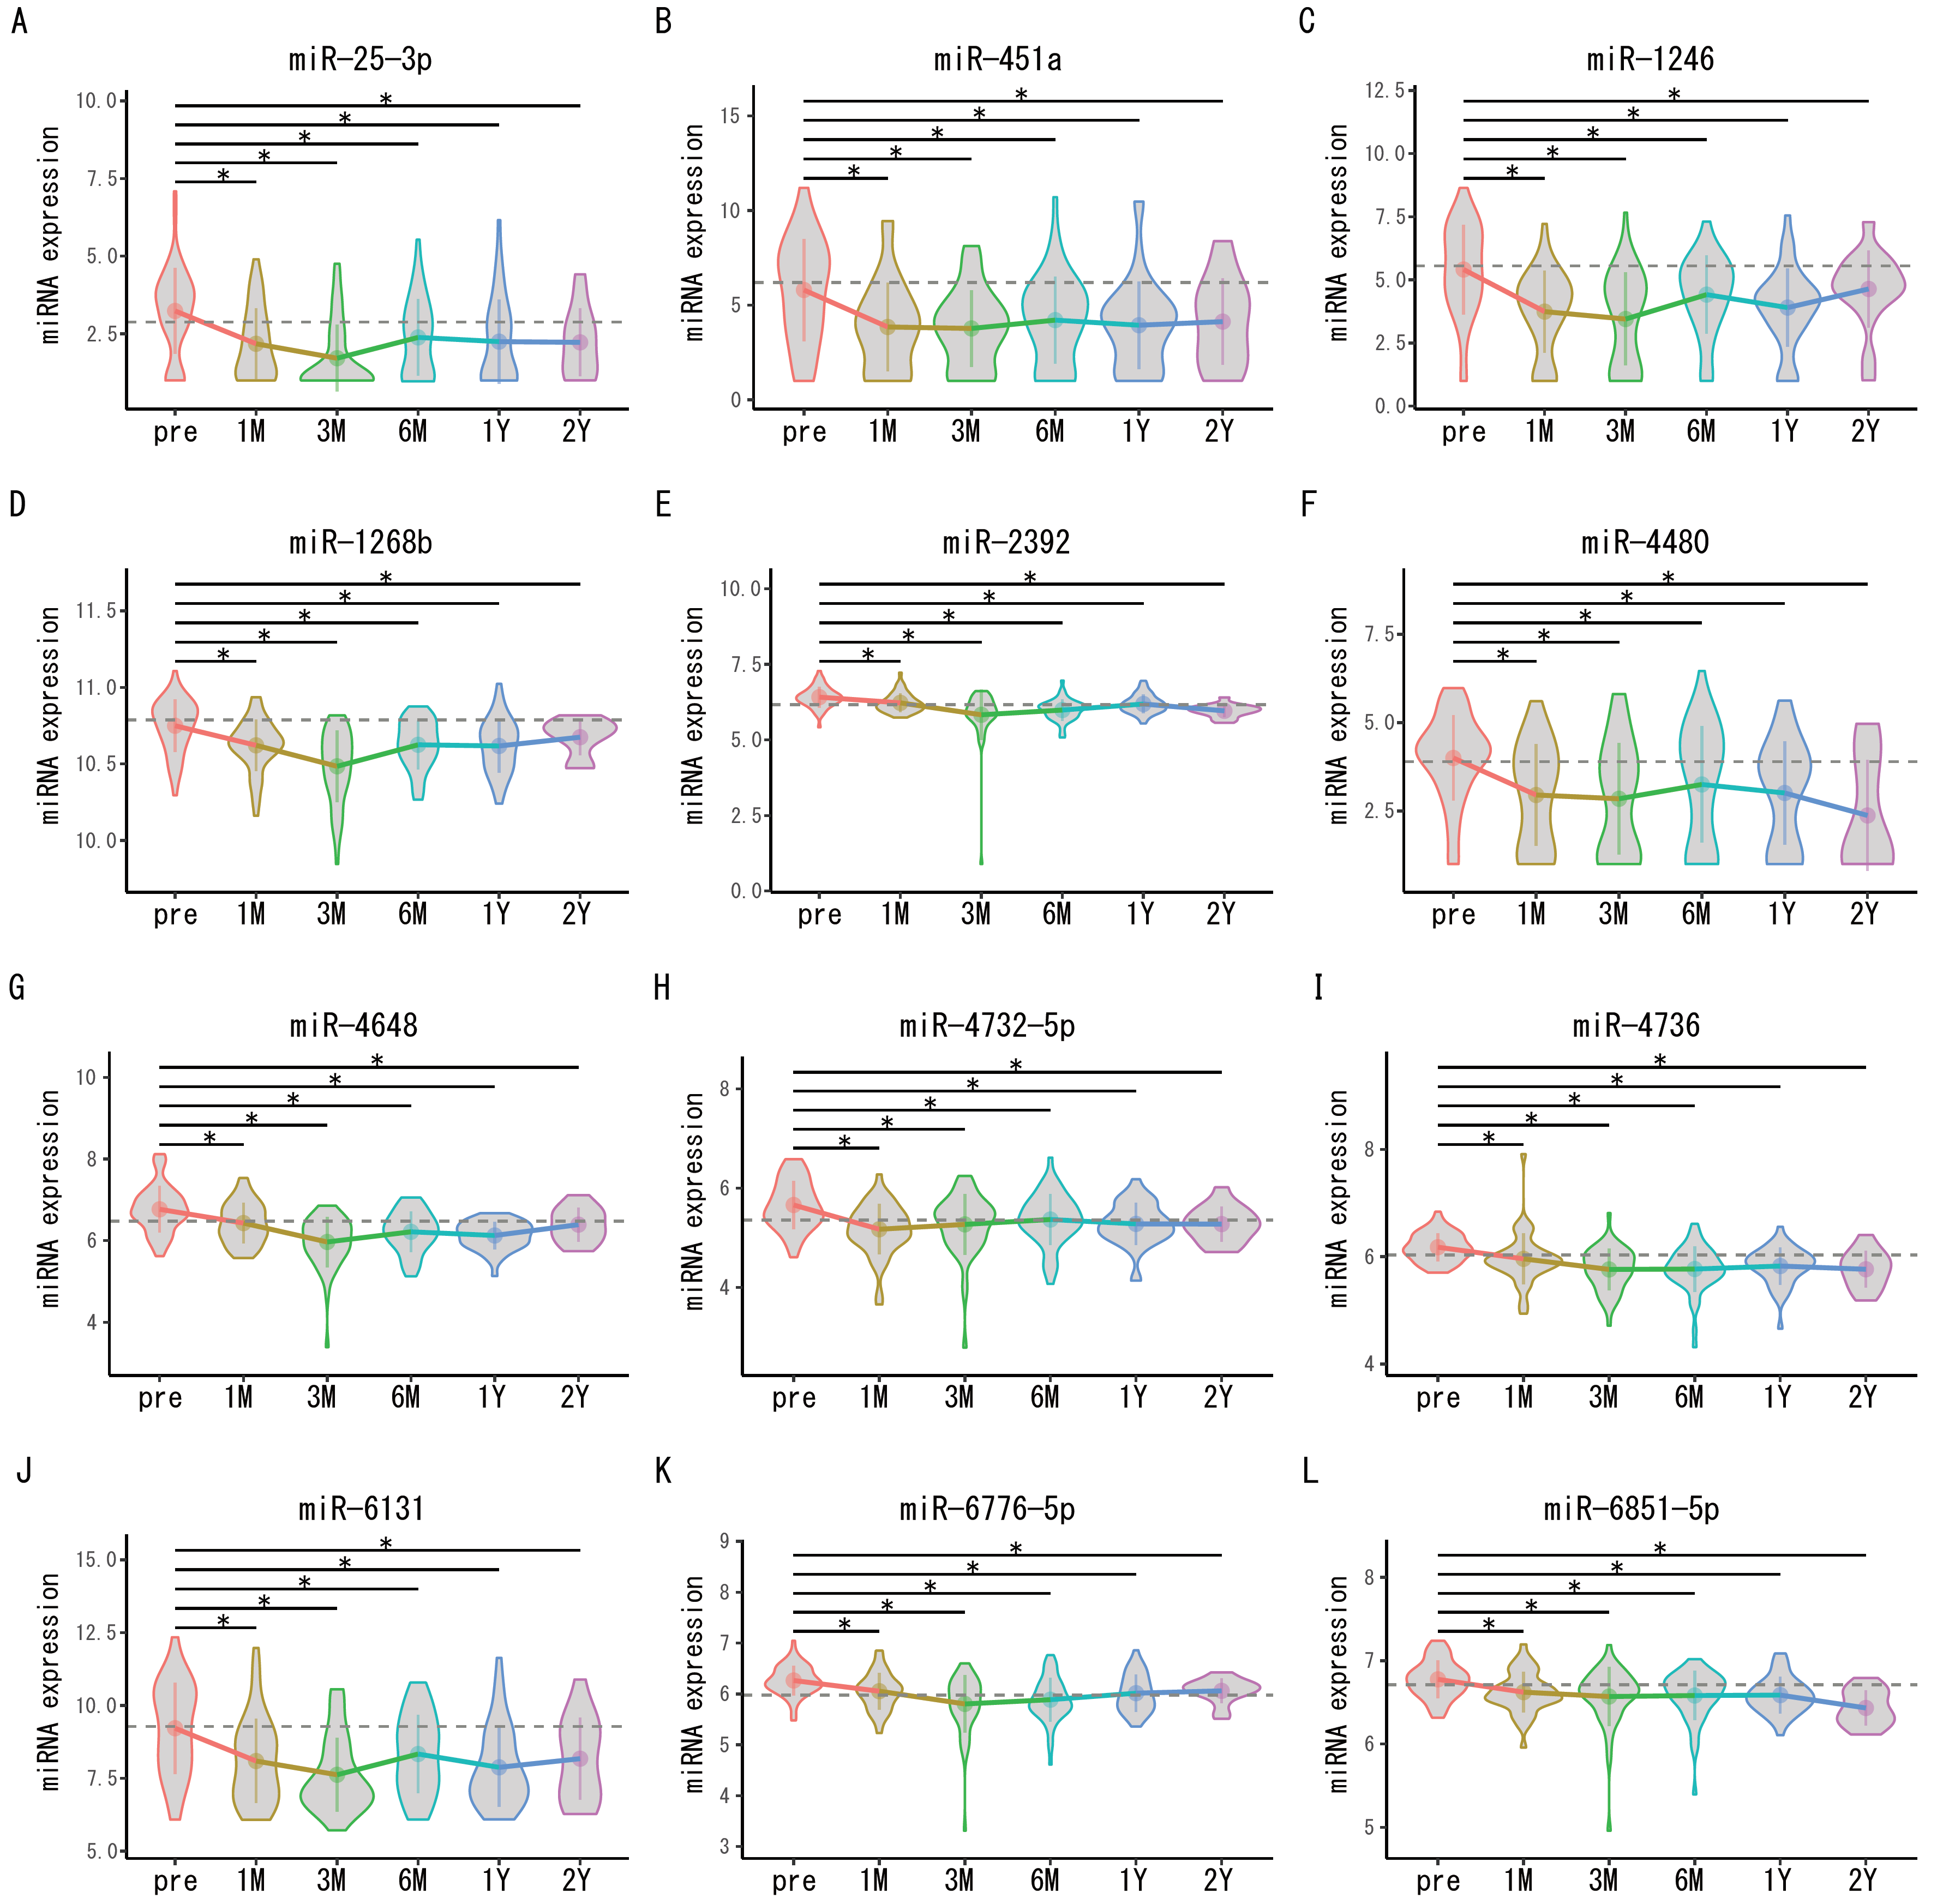 A
B
C
miR-25-3p
miR-451a
miR-1246
miRNA expression
10.0
7.5
5.0
2.5
*
*
*
*
*
pre 1M 3M 6M 1Y 2Y
miRNA expression
15
10
5
0
*
*
*
*
*
pre 1M 3M 6M 1Y 2Y
miRNA expression
12.5
10.0
7.5
5.0
2.5
0.0
*
*
*
*
*
pre 1M 3M 6M 1Y 2Y
D
E
F
miR-1268b
miR-2392
miR-4480
miRNA expression
11.5
11.0
10.5
10.0
*
*
*
*
*
pre 1M 3M 6M 1Y 2Y
miRNA expression
10.0
7.5
5.0
2.5
0.0
*
*
*
*
*
pre 1M 3M 6M 1Y 2Y
miRNA expression
7.5
5.0
2.5
*
*
*
*
*
pre 1M 3M 6M 1Y 2Y
G
H
I
miR-4648
miR-4732-5p
miR-4736
miRNA expression
10
8
6
4
*
*
*
*
*
pre 1M 3M 6M 1Y 2Y
miRNA expression
8
6
4
*
*
*
*
*
pre 1M 3M 6M 1Y 2Y
miRNA expression
8
6
4
*
*
*
*
*
pre 1M 3M 6M 1Y 2Y
J
K
L
miR-6131
miR-6776-5p
miR-6851-5p
miRNA expression
15.0
12.5
10.0
7.5
5.0
*
*
*
*
*
pre 1M 3M 6M 1Y 2Y
miRNA expression
9
8
7
6
5
4
3
*
*
*
*
*
pre 1M 3M 6M 1Y 2Y
miRNA expression
8
7
6
5
*
*
*
*
*
pre 1M 3M 6M 1Y 2Y